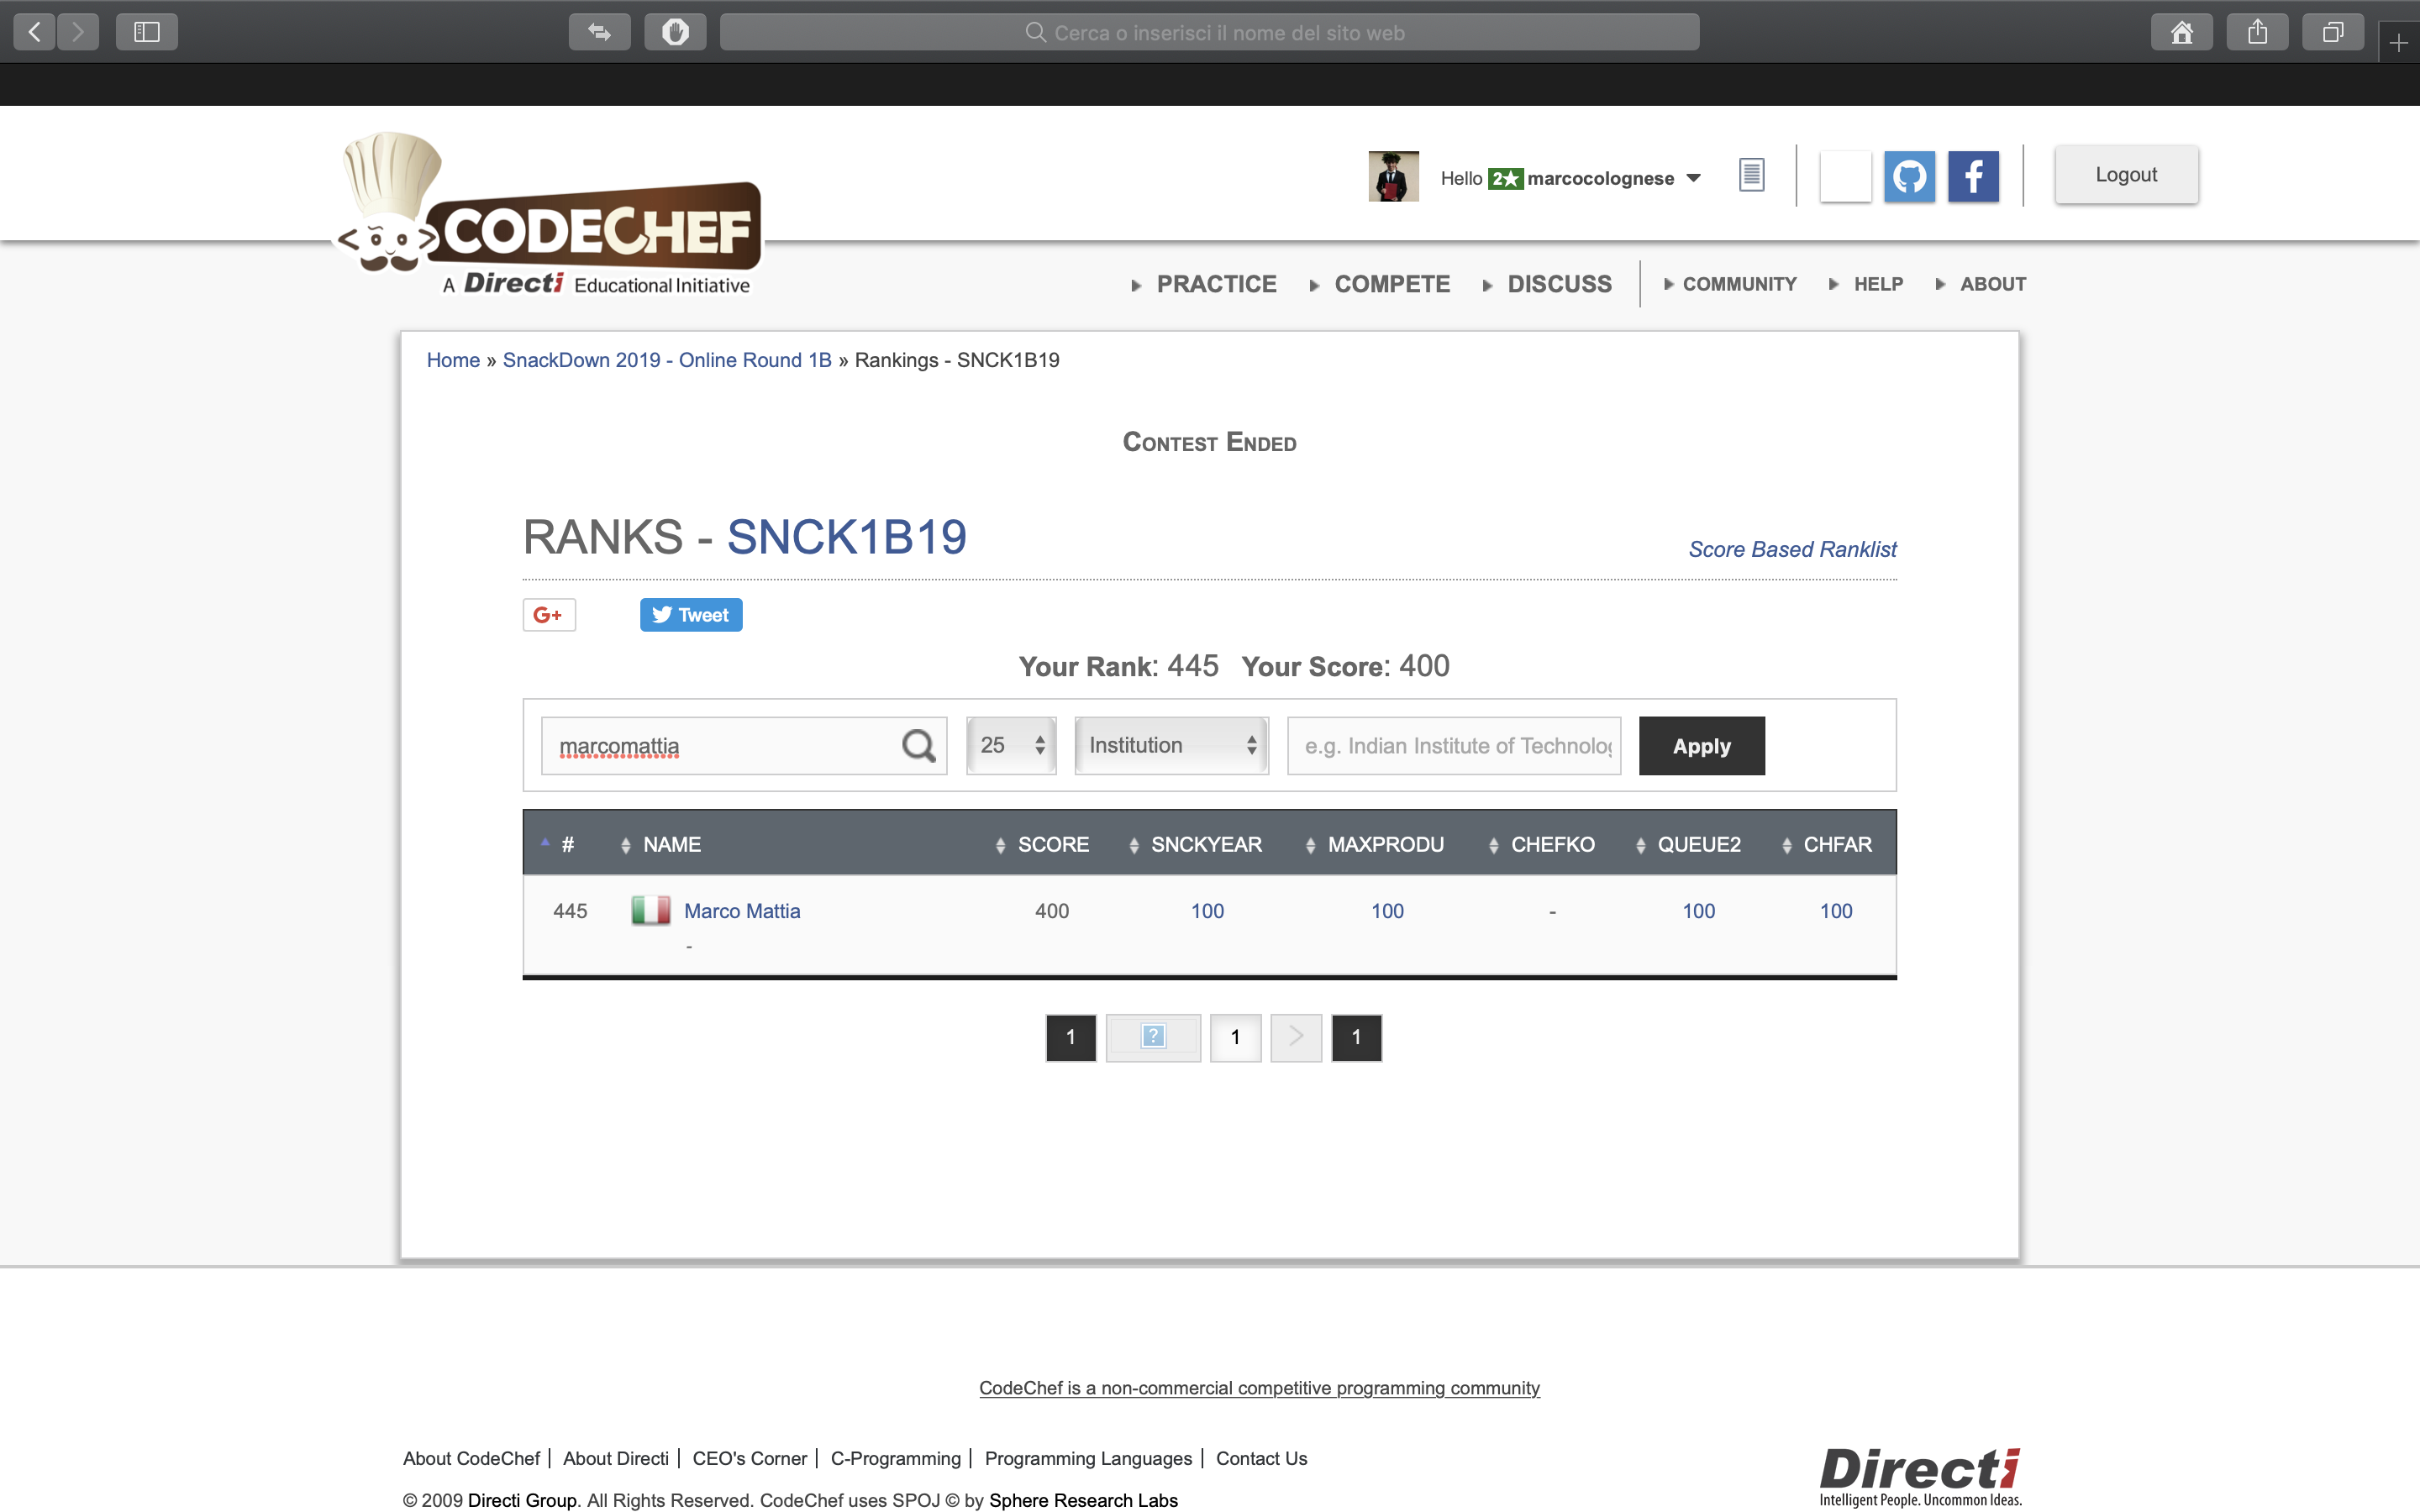 Cerca o inserisci il nome del sito web
CODECHEF
A Directi Educational Initiative
Hello 2★ marcocolognese
Logout
PRACTICE COMPETE DISCUSS COMMUNITY HELP ABOUT
Home » SnackDown 2019 - Online Round 1B » Rankings - SNCK1B19
Contest Ended
RANKS - SNCK1B19
Score Based Ranklist
G+ Tweet
Your Rank: 445 Your Score: 400
marcomattia 25 Institution e.g. Indian Institute of Technolog Apply
# NAME SCORE SNCKYEAR MAXPRODU CHEFKO QUEUE2 CHFAR
445 Marco Mattia 400 100 100 - 100 100
-
1 ? 1 > 1
CodeChef is a non-commercial competitive programming community
About CodeChef | About Directi | CEO's Corner | C-Programming | Programming Languages | Contact Us
Directi
Intelligent People. Uncommon Ideas.
© 2009 Directi Group. All Rights Reserved. CodeChef uses SPOJ © by Sphere Research Labs